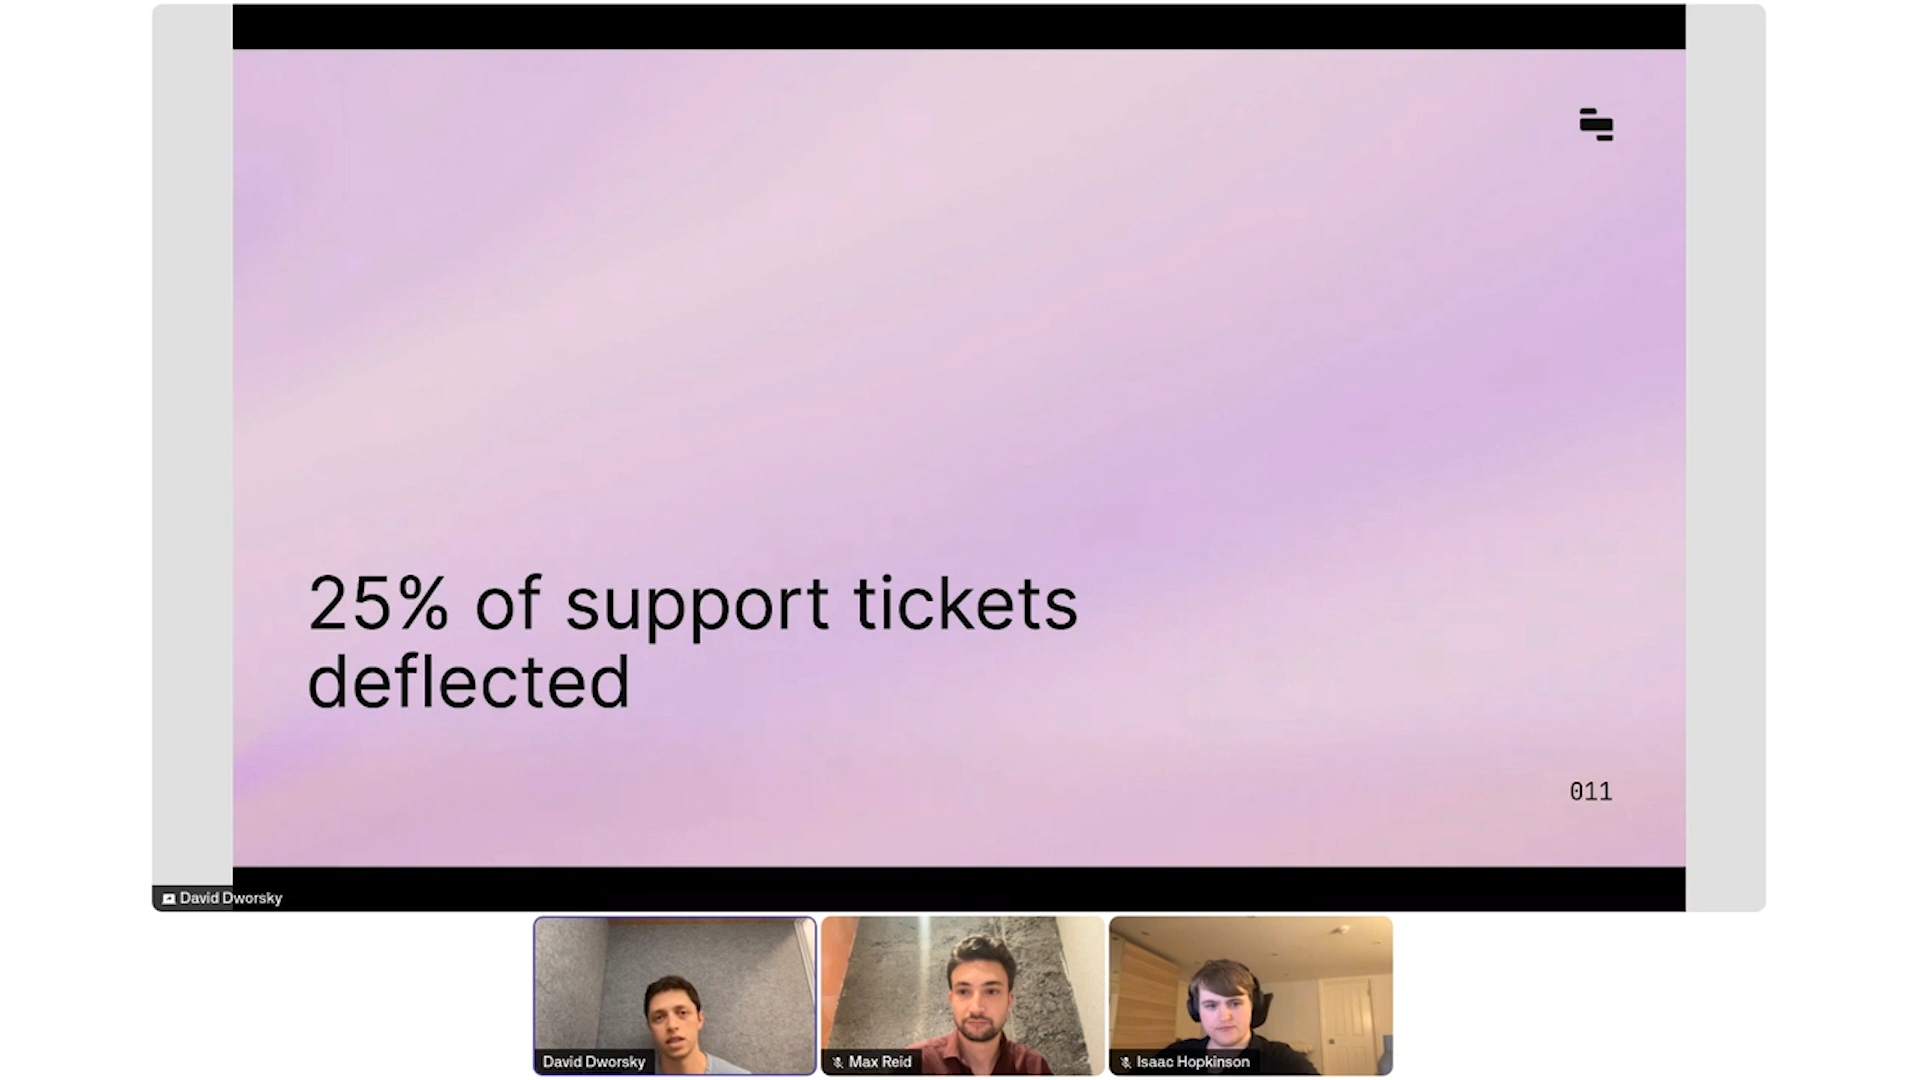 25% of support tickets
deflected
011
David Dworsky
David Dworsky
Max Reid
Isaac Hopkinson